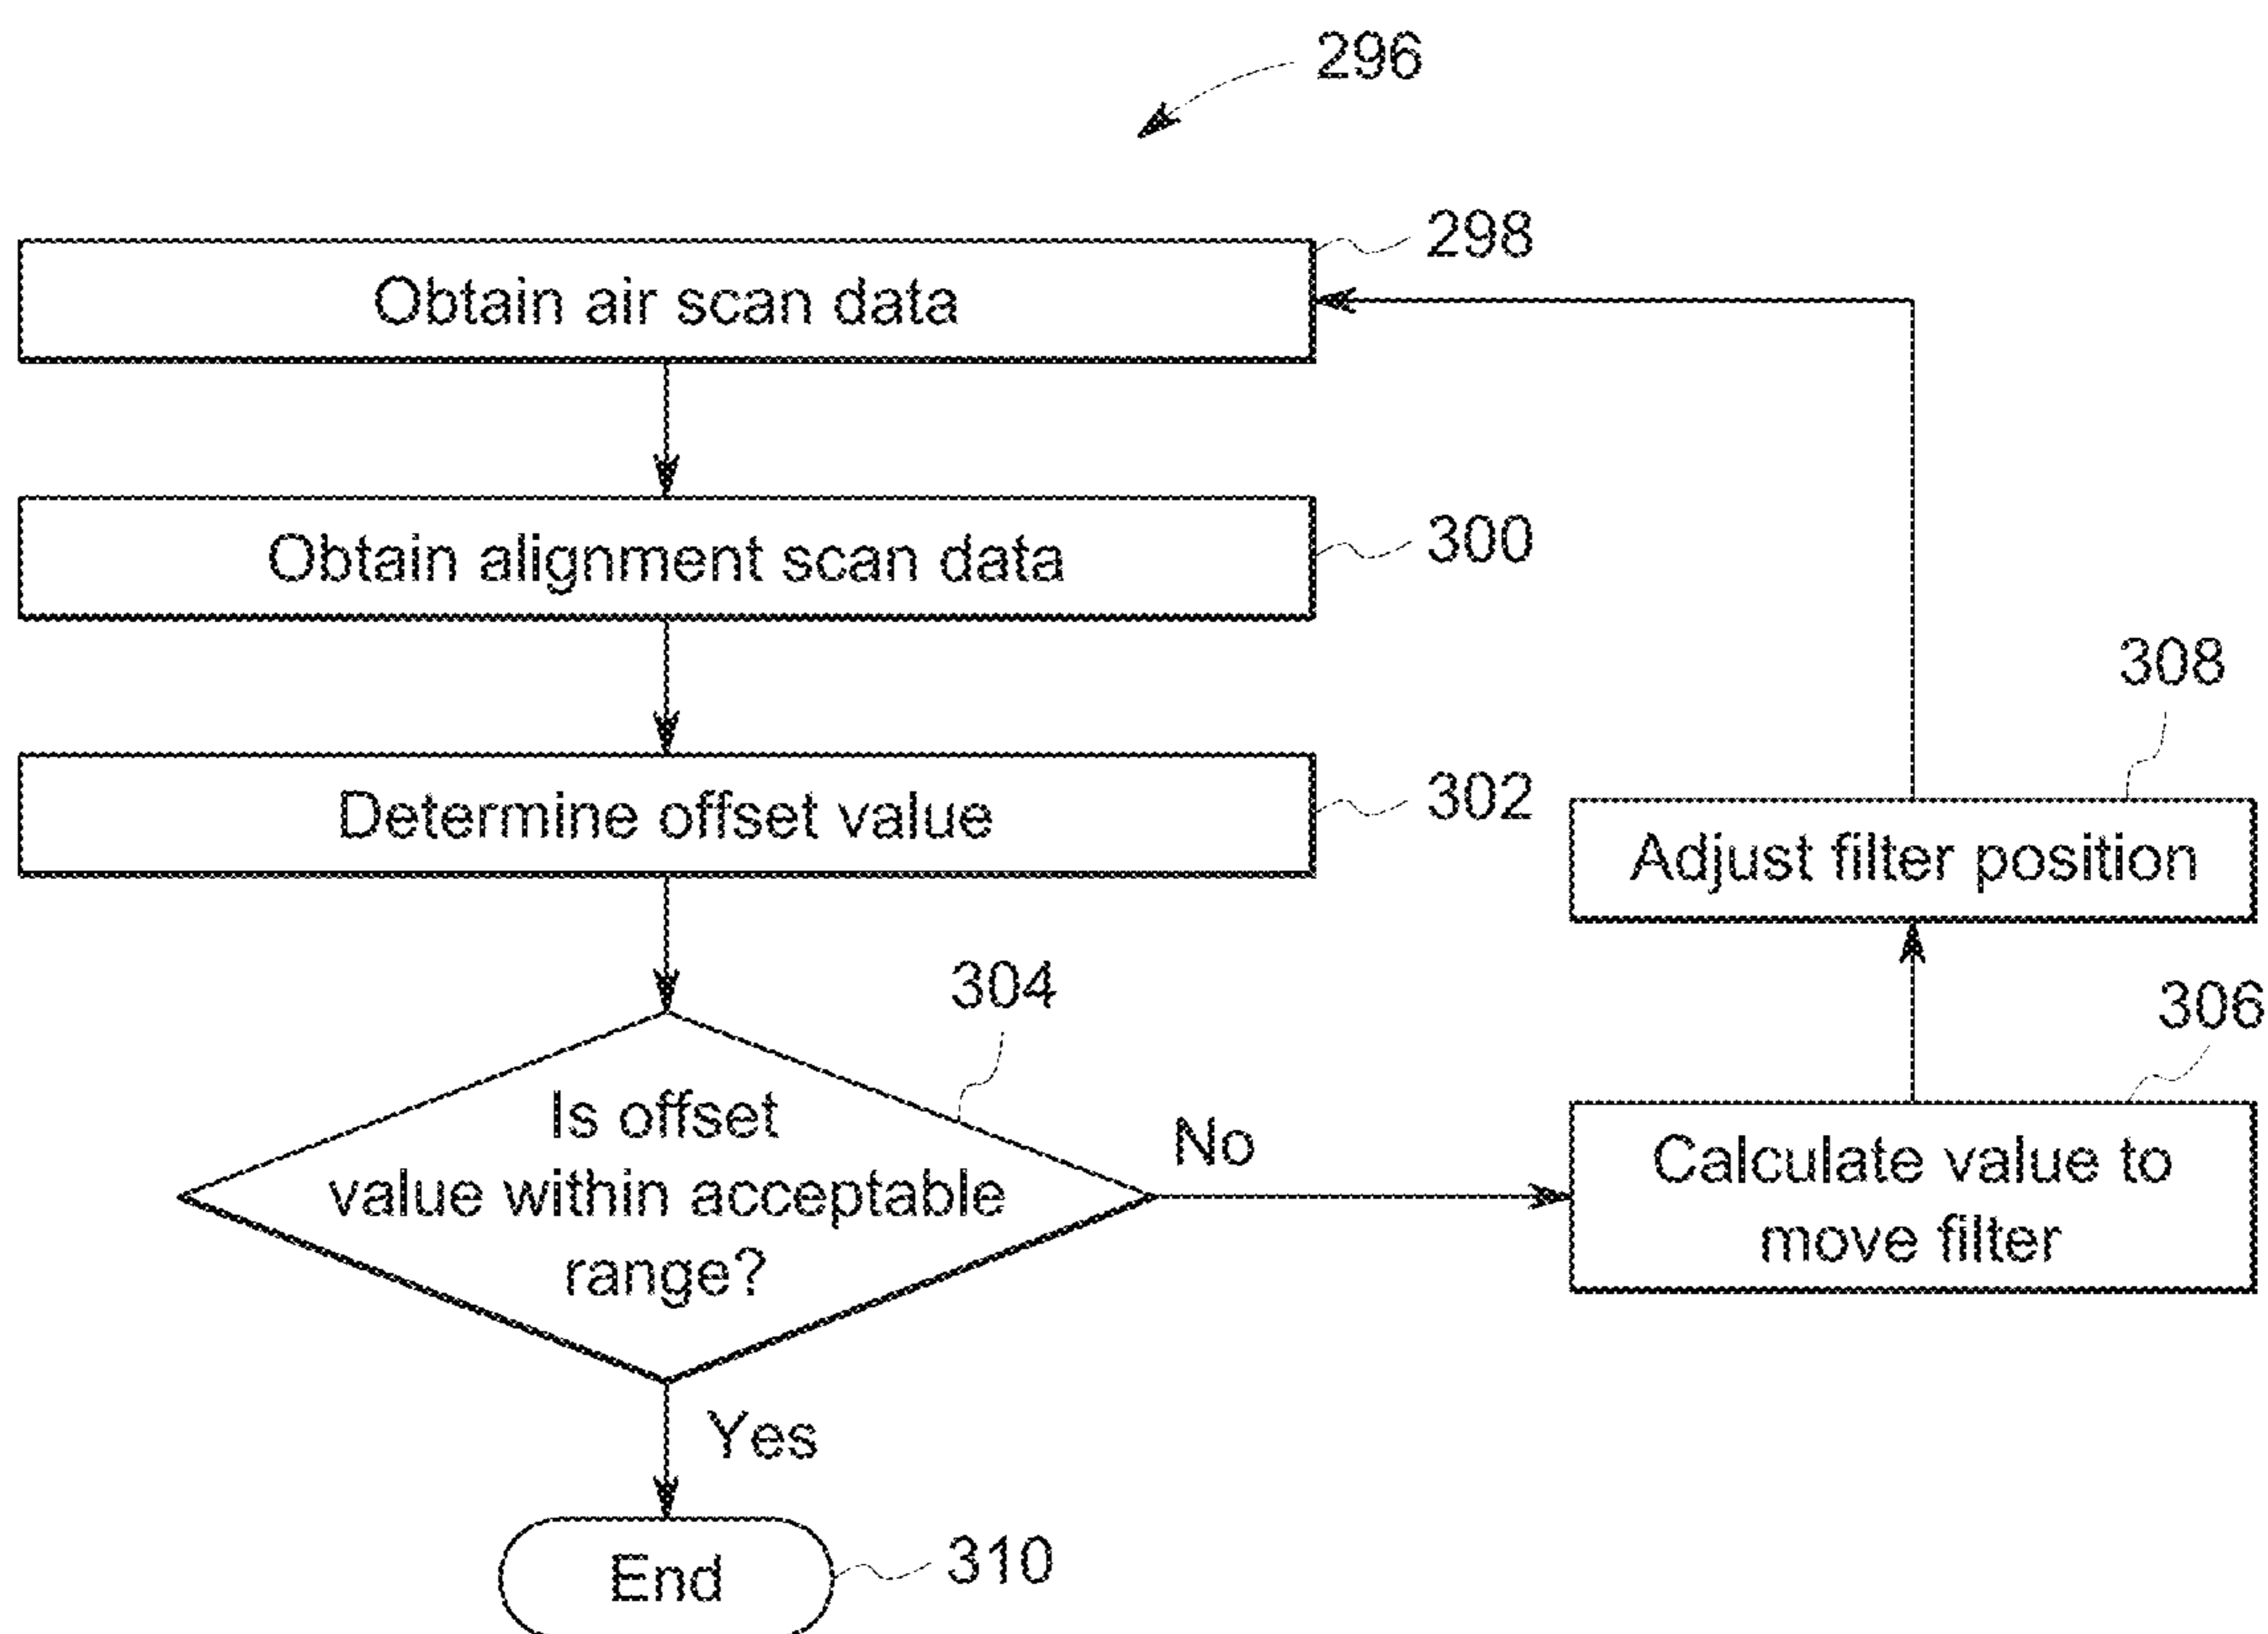 296
Obtain air scan data
298
Obtain alignment scan data
300
Determine offset value
302
308
Adjust filter position
304
306
Is offset
value within acceptable
range?
No
Calculate value to
move filter
Yes
End
310